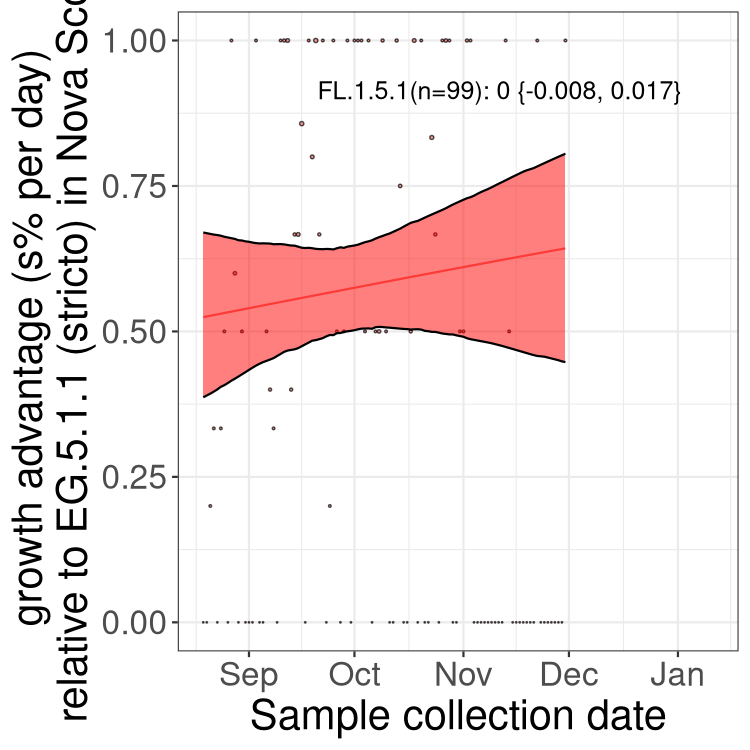 growth advantage (s% per day)
relative to EG.5.1.1 (stricto) in Nova
1.00
FL.1.5.1(n=99): 0 {-0.008, 0.017}
0.75
0.50
0.25
0.00
Sep Oct Nov Dec Jan
Sample collection date